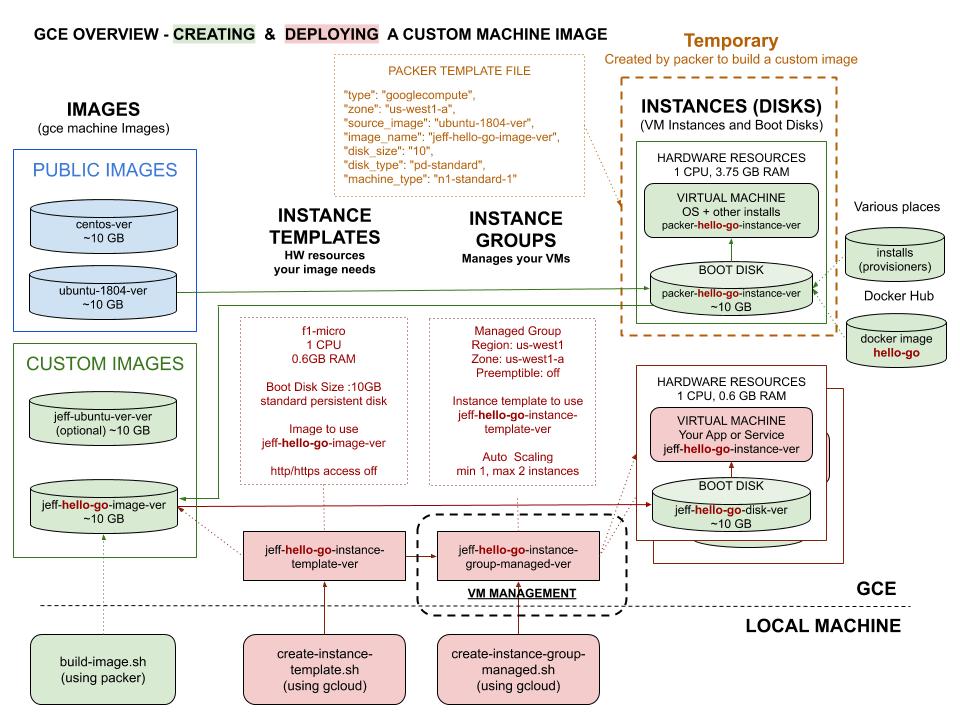 GCE OVERVIEW - CREATING & DEPLOYING A CUSTOM MACHINE IMAGE
Temporary
Created by packer to build a custom image
PACKER TEMPLATE FILE
"type": "googlecompute",
"zone": "us-west1-a",
"source_image": "ubuntu-1804-ver",
"image_name": "jeff-hello-go-image-ver",
"disk_size": "10",
"disk_type": "pd-standard",
"machine_type": "n1-standard-1"
IMAGES
(gce machine Images)
PUBLIC IMAGES
centos-ver
~10 GB
ubuntu-1804-ver
~10 GB
CUSTOM IMAGES
jeff-ubuntu-ver-ver
(optional) ~10 GB
jeff-hello-go-image-ver
~10 GB
INSTANCE
TEMPLATES
HW resources
your image needs
f1-micro
1 CPU
0.6GB RAM
Boot Disk Size :10GB
standard persistent disk
Image to use
jeff-hello-go-image-ver
http/https access off
jeff-hello-go-instance-
template-ver
INSTANCE
GROUPS
Manages your VMs
Managed Group
Region: us-west1
Zone: us-west1-a
Preemptible: off
Instance template to use
jeff-hello-go-instance-
template-ver
Auto Scaling
min 1, max 2 instances
jeff-hello-go-instance-
group-managed-ver
VM MANAGEMENT
INSTANCES (DISKS)
(VM Instances and Boot Disks)
HARDWARE RESOURCES
1 CPU, 3.75 GB RAM
VIRTUAL MACHINE
OS + other installs
packer-hello-go-instance-ver
BOOT DISK
packer-hello-go-instance-ver
~10 GB
Various places
installs
(provisioners)
Docker Hub
docker image
hello-go
HARDWARE RESOURCES
1 CPU, 0.6 GB RAM
VIRTUAL MACHINE
Your App or Service
jeff-hello-go-instance-ver
BOOT DISK
jeff-hello-go-disk-ver
~10 GB
GCE
LOCAL MACHINE
build-image.sh
(using packer)
create-instance-
template.sh
(using gcloud)
create-instance-group-
managed.sh
(using gcloud)